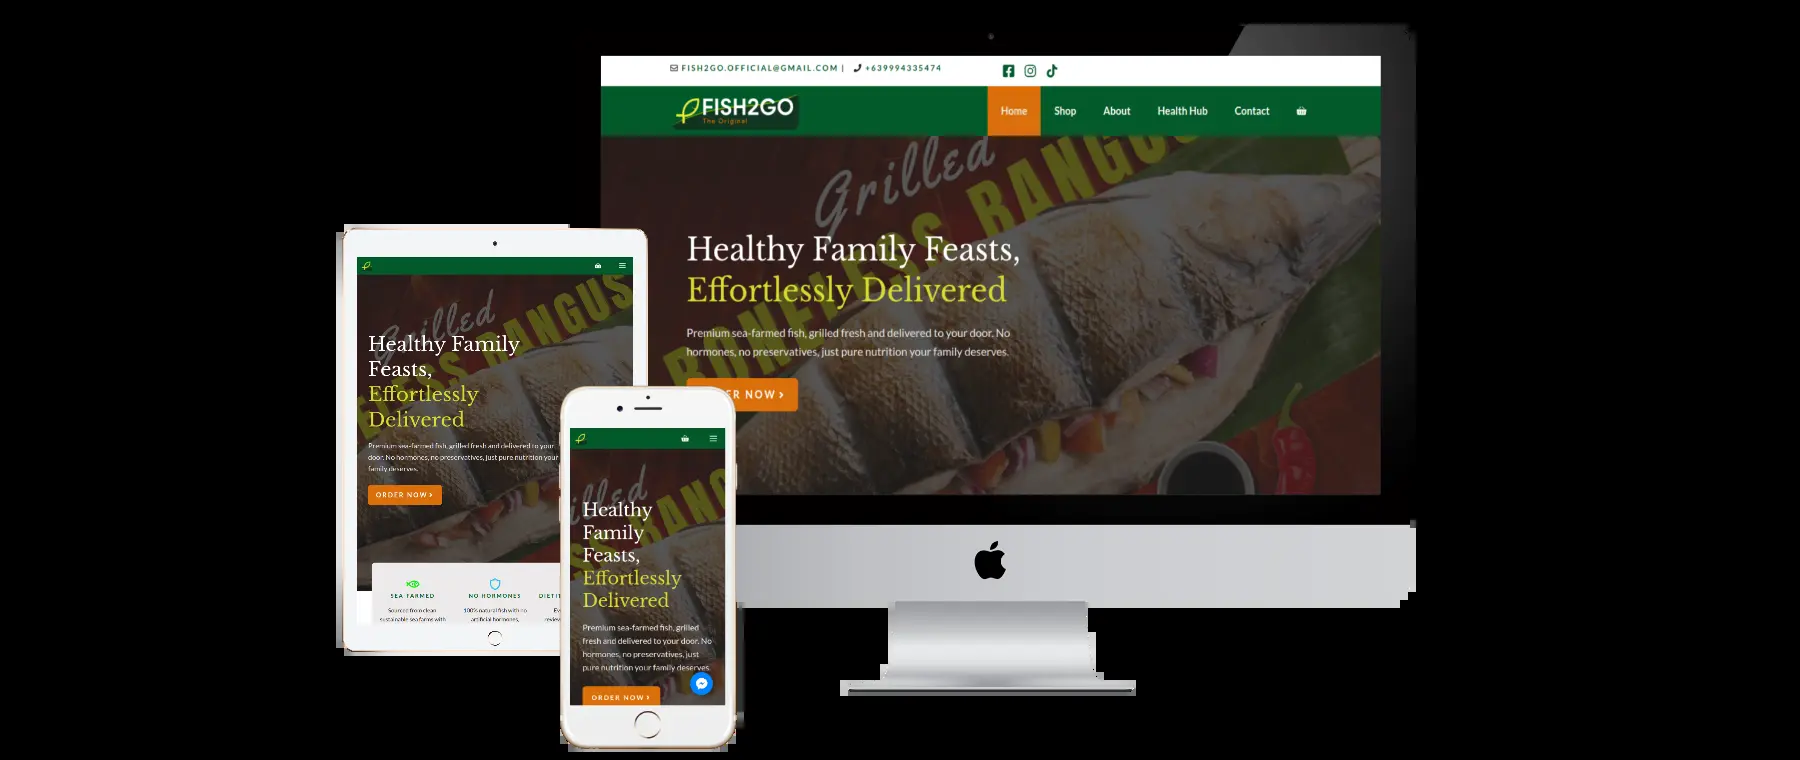 FISH2GO.OFFICIAL@GMAIL.COM | +639994335474
FISH2GO
The Original
Home Shop About Health Hub Contact
Grilled
BONELESS BANGUS
Healthy Family Feasts,
Effortlessly Delivered
Premium sea-farmed fish, grilled fresh and delivered to your door. No
hormones, no preservatives, just pure nutrition your family deserves.
ER NOW ›
Grilled
ESS BANGUS
Healthy Family
Feasts,
Effortlessly
Delivered
Premium sea-farmed fish, grilled fresh and delivered to your
door. No hormones, no preservatives, just pure nutrition your
family deserves.
ORDER NOW ›
SEA FARMED NO HORMONES DIETIT
Sourced from clean 100% natural fish with no
sustainable sea farms with artificial hormones,
illed
SS BANG
Healthy
Family
Feasts,
Effortlessly
Delivered
Premium sea-farmed fish, grilled
fresh and delivered to your door. No
hormones, no preservatives, just
pure nutrition your family deserves.
ORDER NOW ›